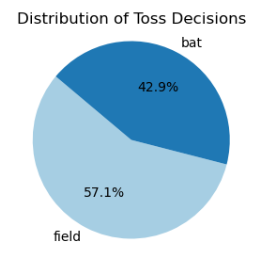 Distribution of Toss Decisions
bat
42.9%
57.1%
field